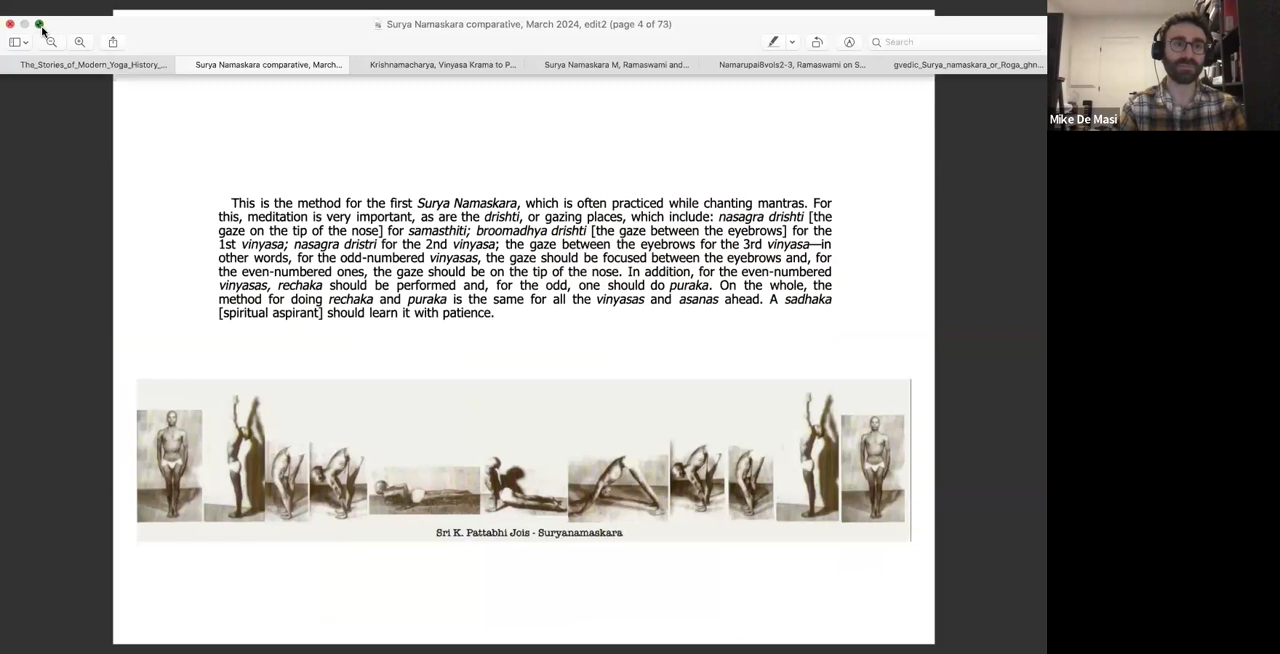 Surya Namaskara comparative, March 2024, edit2 (page 4 of 73)
Search
The_Stories_of_Modern_Yoga_History_...
Surya Namaskara comparative, March...
Krishnamacharya, Vinyasa Krama to P...
Surya Namaskara M, Ramaswami and...
Namarupai8vols2-3, Ramaswami on S...
gvedic_Surya_namaskara_or_Roga_ghn...
Mike De Masi
This is the method for the first Surya Namaskara, which is often practiced while chanting mantras. For
this, meditation is very important, as are the drishti, or gazing places, which include: nasagra drishti [the
gaze on the tip of the nose] for samasthiti; broomadhya drishti [the gaze between the eyebrows] for the
1st vinyasa; nasagra dristri for the 2nd vinyasa; the gaze between the eyebrows for the 3rd vinyasa—in
other words, for the odd-numbered vinyasas, the gaze should be focused between the eyebrows and, for
the even-numbered ones, the gaze should be on the tip of the nose. In addition, for the even-numbered
vinyasas, rechaka should be performed and, for the odd, one should do puraka. On the whole, the
method for doing rechaka and puraka is the same for all the vinyasas and asanas ahead. A sadhaka
[spiritual aspirant] should learn it with patience.
Sri K. Pattabhi Jois - Suryanamaskara